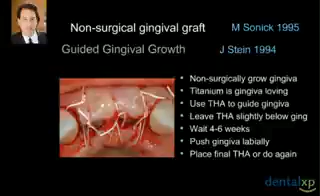 Non-surgical gingival graft M Sonick 1995
Guided Gingival Growth J Stein 1994
• Non-surgically grow gingiva
• Titanium is gingiva loving
• Use THA to guide gingiva
• Leave THA slightly below ging
• Wait 4-6 weeks
• Push gingiva labially
• Place final THA or do again
dentalxp